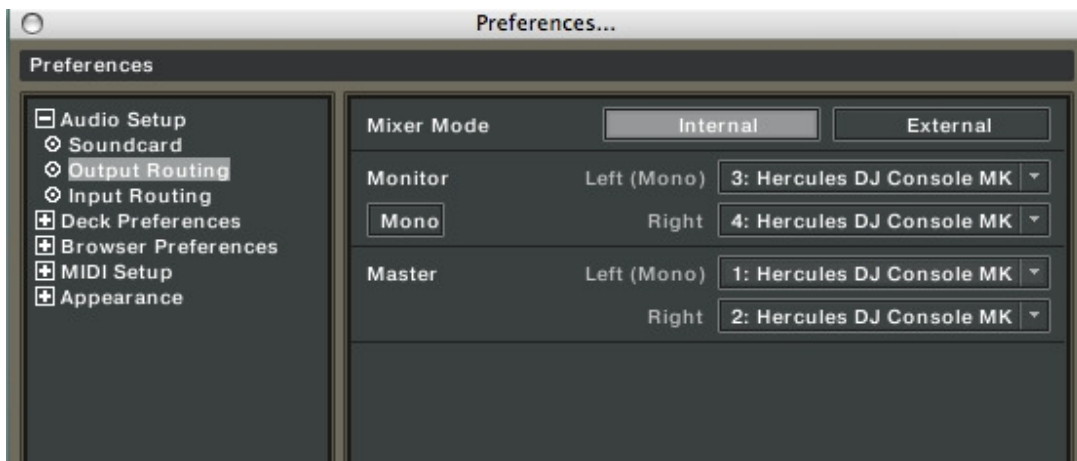 Preferences...
Preferences
Audio Setup
Soundcard
Output Routing
Input Routing
Deck Preferences
Browser Preferences
MIDI Setup
Appearance
Mixer Mode Internal External
Monitor Left (Mono) 3: Hercules DJ Console MK
Mono Right 4: Hercules DJ Console MK
Master Left (Mono) 1: Hercules DJ Console MK
Right 2: Hercules DJ Console MK